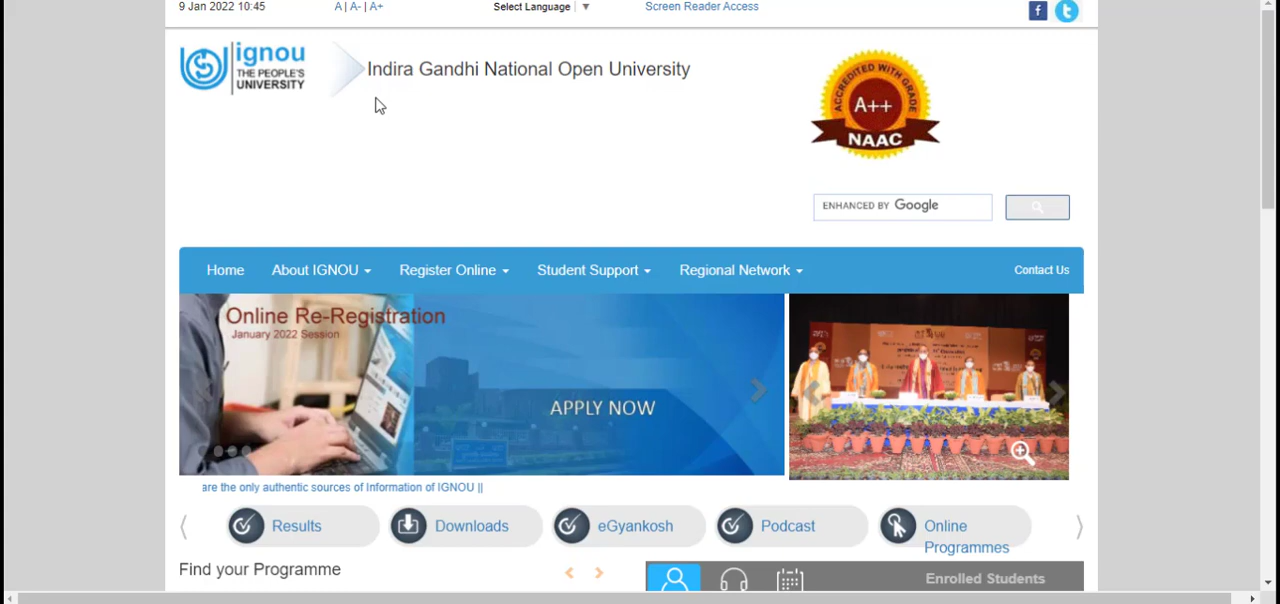 9 Jan 2022 10:45 A | A- | A+ Select Language ▼ Screen Reader Access
ignou
THE PEOPLE'S
UNIVERSITY
Indira Gandhi National Open University
ACCREDITED WITH GRADE
A++
NAAC
ENHANCED BY Google
Home About IGNOU Register Online Student Support Regional Network Contact Us
Online Re-Registration
January 2022 Session
APPLY NOW
are the only authentic sources of Information of IGNOU ||
Results Downloads eGyankosh Podcast Online
Programmes
Find your Programme
Enrolled Students